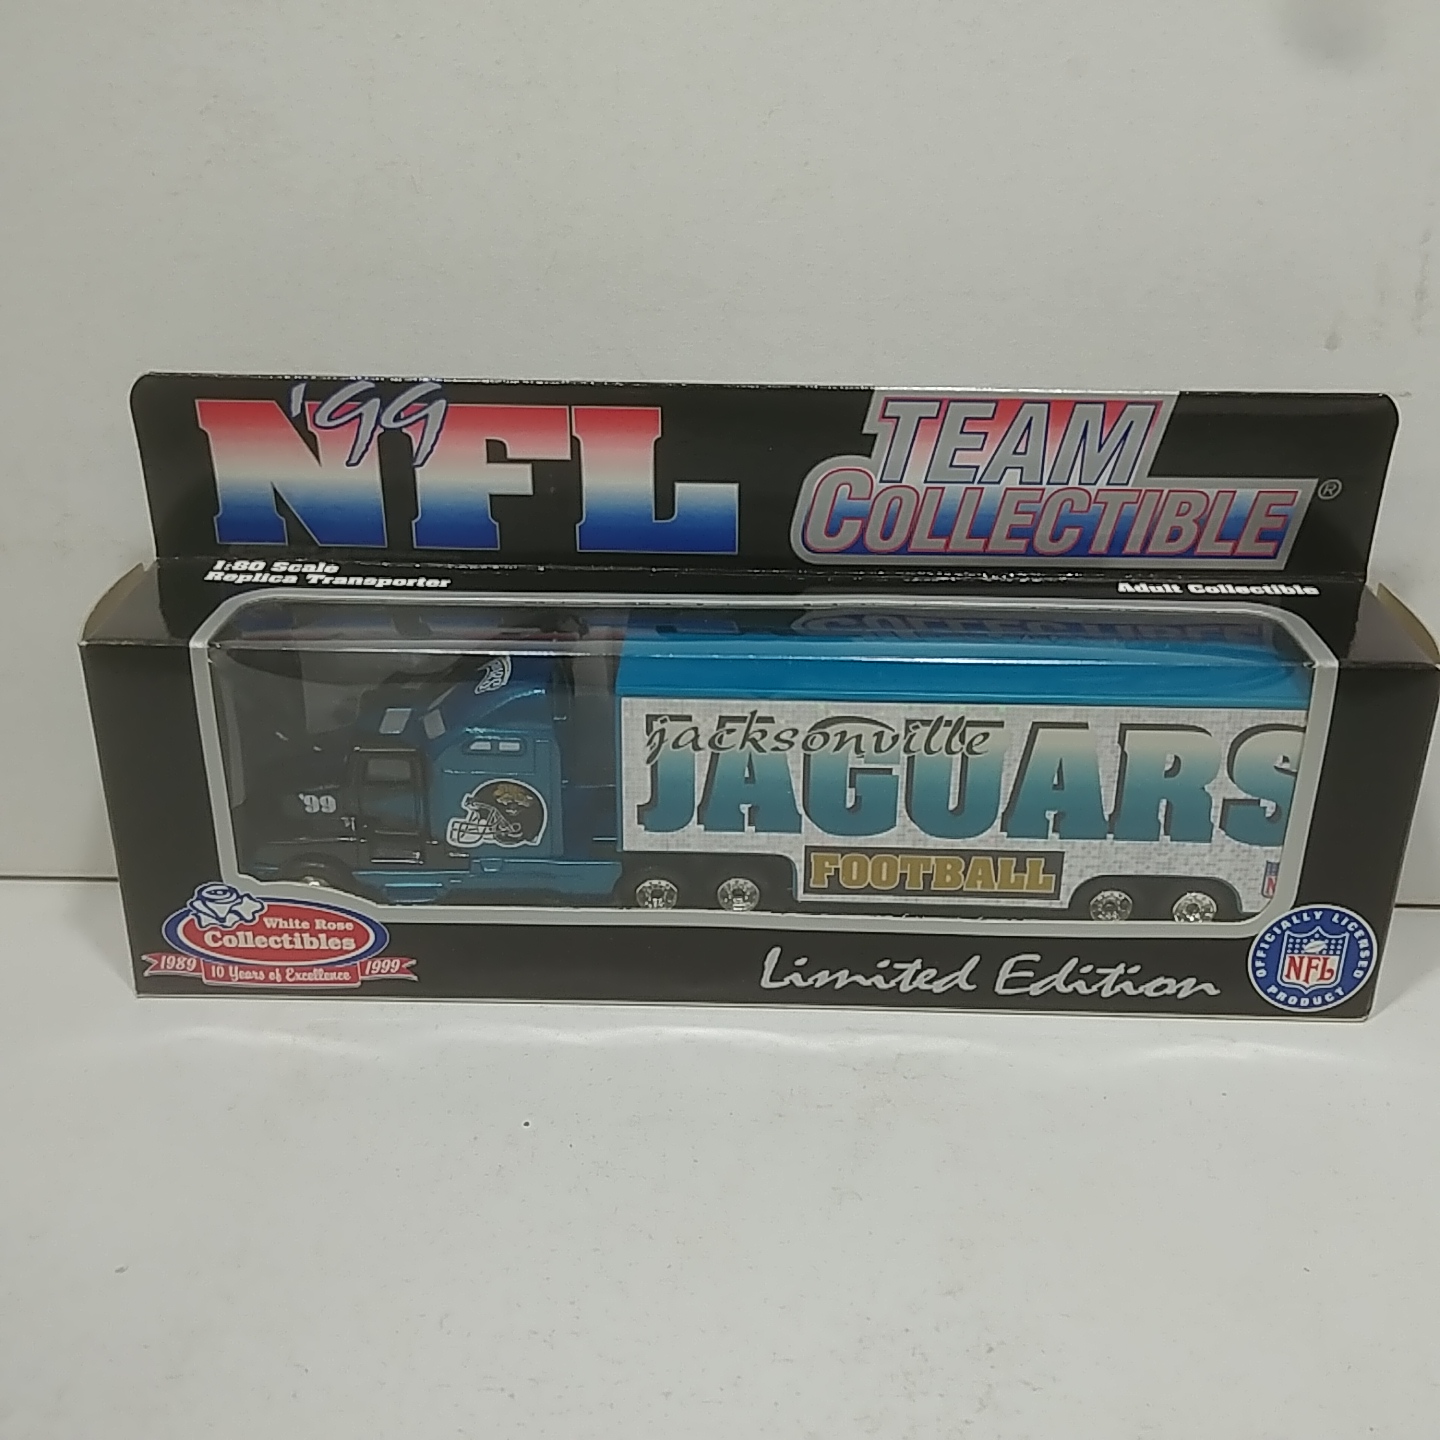 '99
NFL
TEAM
COLLECTIBLE®
1:80 Scale
Replica Transporter
Adult Collectible
jacksonville
JAGUARS
FOOTBALL
'99
White Rose
Collectibles
1989 10 Years of Excellence 1999
Limited Edition
OFFICIALLY LICENSED
NFL
PRODUCT